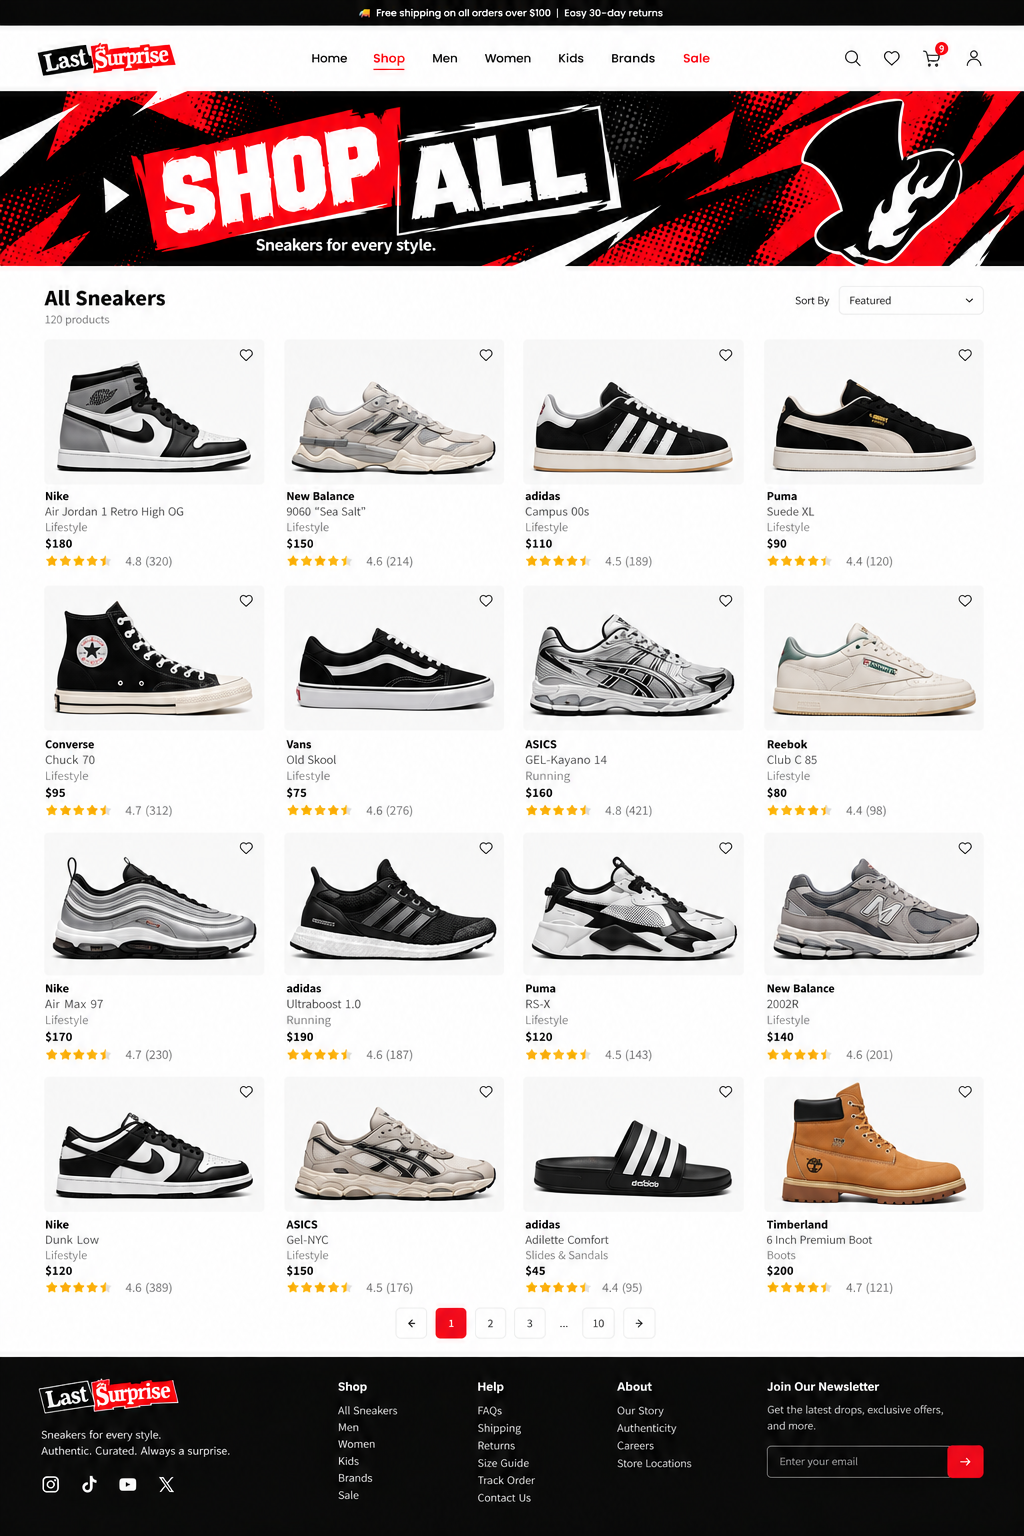 Free shipping on all orders over $100 | Easy 30-day returns
Last Surprise
Home Shop Men Women Kids Brands Sale
9
SHOP ALL
Sneakers for every style.
All Sneakers
120 products
Sort By Featured
Nike
Air Jordan 1 Retro High OG
Lifestyle
$180
4.8 (320)
New Balance
9060 "Sea Salt"
Lifestyle
$150
4.6 (214)
adidas
Campus 00s
Lifestyle
$110
4.5 (189)
Puma
Suede XL
Lifestyle
$90
4.4 (120)
Converse
Chuck 70
Lifestyle
$95
4.7 (312)
Vans
Old Skool
Lifestyle
$75
4.6 (276)
ASICS
GEL-Kayano 14
Running
$160
4.8 (421)
Reebok
Club C 85
Lifestyle
$80
4.4 (98)
Nike
Air Max 97
Lifestyle
$170
4.7 (230)
adidas
Ultraboost 1.0
Running
$190
4.6 (187)
Puma
RS-X
Lifestyle
$120
4.5 (143)
New Balance
2002R
Lifestyle
$140
4.6 (201)
Nike
Dunk Low
Lifestyle
$120
4.6 (389)
ASICS
Gel-NYC
Lifestyle
$150
4.5 (176)
adidas
Adilette Comfort
Slides & Sandals
$45
4.4 (95)
Timberland
6 Inch Premium Boot
Boots
$200
4.7 (121)
1 2 3 ... 10
Last Surprise
Sneakers for every style.
Authentic. Curated. Always a surprise.
Shop
All Sneakers
Men
Women
Kids
Brands
Sale
Help
FAQs
Shipping
Returns
Size Guide
Track Order
Contact Us
About
Our Story
Authenticity
Careers
Store Locations
Join Our Newsletter
Get the latest drops, exclusive offers,
and more.
Enter your email